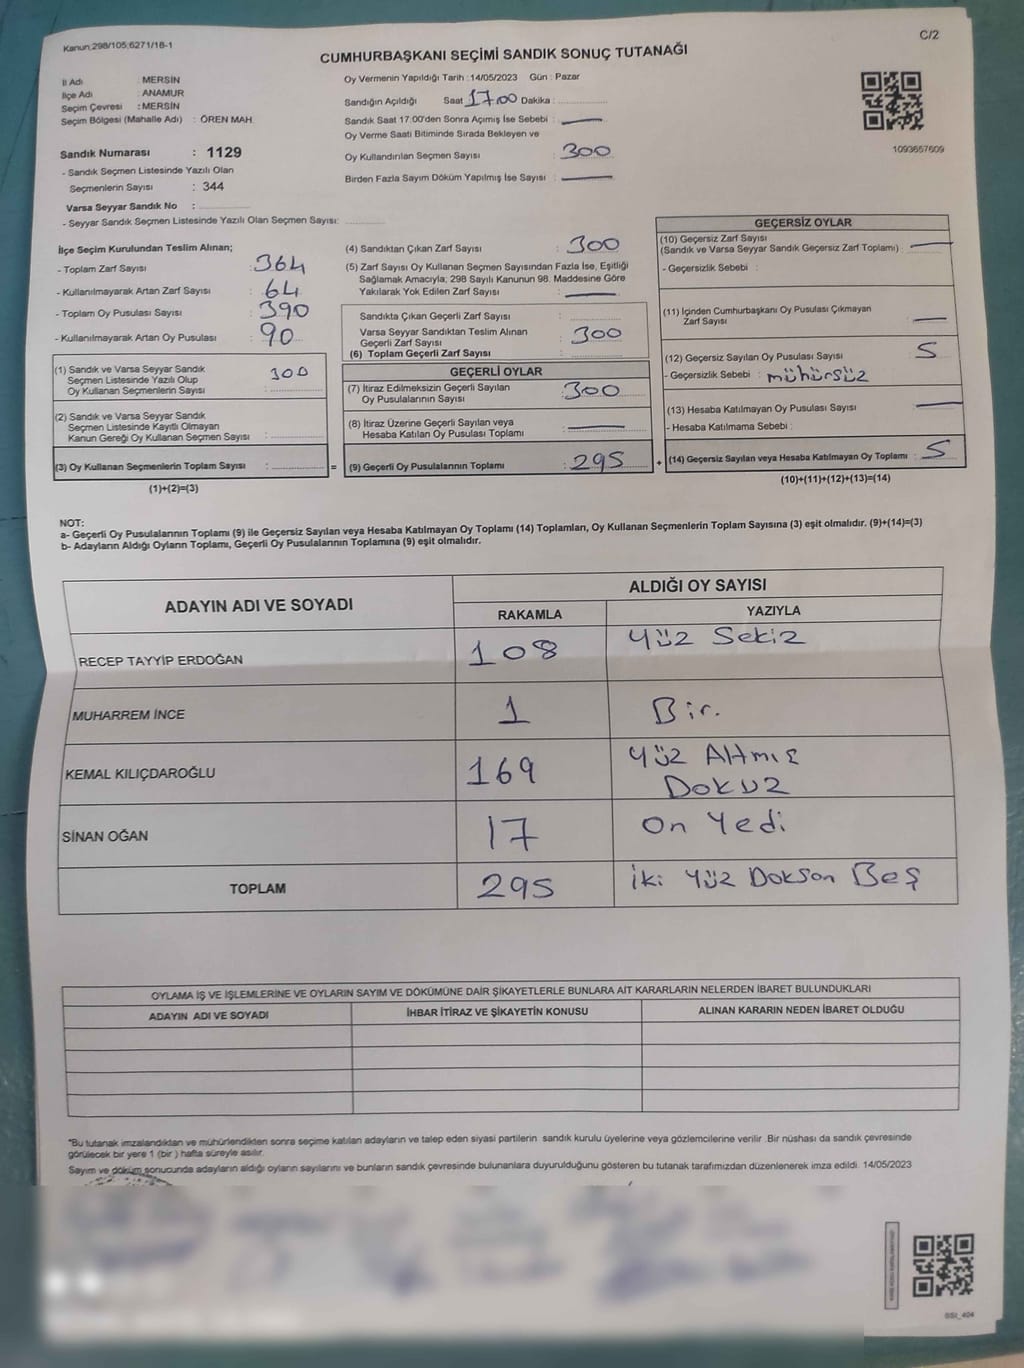 Kanun;298/105;6271/18-1
C/2
CUMHURBAŞKANI SEÇİMİ SANDIK SONUÇ TUTANAĞI
İl Adı : MERSİN
İlçe Adı : ANAMUR
Seçim Çevresi : MERSİN
Seçim Bölgesi (Mahalle Adı) : ÖREN MAH.
Sandık Numarası : 1129
- Sandık Seçmen Listesinde Yazılı Olan
Seçmenlerin Sayısı : 344
Varsa Seyyar Sandık No :
- Seyyar Sandık Seçmen Listesinde Yazılı Olan Seçmen Sayısı:
Oy Vermenin Yapıldığı Tarih :14/05/2023 Gün : Pazar
Sandığın Açıldığı Saat 17.00 Dakika :
Sandık Saat 17.00'den Sonra Açımış İse Sebebi :
Oy Verme Saati Bitiminde Sırada Bekleyen ve
Oy Kullandırılan Seçmen Sayısı : 300
Birden Fazla Sayım Döküm Yapılmış İse Sayısı :
1093657609
İlçe Seçim Kurulundan Teslim Alınan;
- Toplam Zarf Sayısı : 364
- Kullanılmayarak Artan Zarf Sayısı : 64
- Toplam Oy Pusulası Sayısı : 390
- Kullanılmayarak Artan Oy Pusulası : 90
(1) Sandık ve Varsa Seyyar Sandık
Seçmen Listesinde Yazılı Olup
Oy Kullanan Seçmenlerin Sayısı : 300
(2) Sandık ve Varsa Seyyar Sandık
Seçmen Listesinde Kayıtlı Olmayan
Kanun Gereği Oy Kullanan Seçmen Sayısı :
(3) Oy Kullanan Seçmenlerin Toplam Sayısı : =
(1)+(2)=(3)
(4) Sandıktan Çıkan Zarf Sayısı : 300
(5) Zarf Sayısı Oy Kullanan Seçmen Sayısından Fazla İse, Eşitliği
Sağlamak Amacıyla; 298 Sayılı Kanunun 98. Maddesine Göre
Yakılarak Yok Edilen Zarf Sayısı :
Sandıkta Çıkan Geçerli Zarf Sayısı :
Varsa Seyyar Sandıktan Teslim Alınan
Geçerli Zarf Sayısı : 300
(6) Toplam Geçerli Zarf Sayısı :
GEÇERLİ OYLAR
(7) İtiraz Edilmeksizin Geçerli Sayılan
Oy Pusulalarının Sayısı : 300
(8) İtiraz Üzerine Geçerli Sayılan veya
Hesaba Katılan Oy Pusulası Toplamı :
(9) Geçerli Oy Pusulalarının Toplamı : 295 +
GEÇERSİZ OYLAR
(10) Geçersiz Zarf Sayısı
(Sandık ve Varsa Seyyar Sandık Geçersiz Zarf Toplamı) :
- Geçersizlik Sebebi :
(11) İçinden Cumhurbaşkanı Oy Pusulası Çıkmayan
Zarf Sayısı :
(12) Geçersiz Sayılan Oy Pusulası Sayısı : 5
- Geçersizlik Sebebi : mühürsüz
(13) Hesaba Katılmayan Oy Pusulası Sayısı :
- Hesaba Katılmama Sebebi :
(14) Geçersiz Sayılan veya Hesaba Katılmayan Oy Toplamı : 5
(10)+(11)+(12)+(13)=(14)
NOT:
a- Geçerli Oy Pusulalarının Toplamı (9) ile Geçersiz Sayılan veya Hesaba Katılmayan Oy Toplamı (14) Toplamları, Oy Kullanan Seçmenlerin Toplam Sayısına (3) eşit olmalıdır. (9)+(14)=(3)
b- Adayların Aldığı Oyların Toplamı, Geçerli Oy Pusulalarının Toplamına (9) eşit olmalıdır.
ADAYIN ADI VE SOYADI
ALDIĞI OY SAYISI
RAKAMLA YAZIYLA
RECEP TAYYİP ERDOĞAN 108 Yüz Sekiz
MUHARREM İNCE 1 Bir.
KEMAL KILIÇDAROĞLU 169 Yüz Altmış
Dokuz
SİNAN OĞAN 17 On Yedi
TOPLAM 295 İki Yüz Dokson Beş
OYLAMA İŞ VE İŞLEMLERİNE VE OYLARIN SAYIM VE DÖKÜMÜNE DAİR ŞİKAYETLERLE BUNLARA AİT KARARLARIN NELERDEN İBARET BULUNDUKLARI
ADAYIN ADI VE SOYADI İHBAR İTİRAZ VE ŞİKAYETİN KONUSU ALINAN KARARIN NEDEN İBARET OLDUĞU
*Bu tutanak imzalandıktan ve mühürlendikten sonra seçime katılan adayların ve talep eden siyasi partilerin sandık kurulu üyelerine veya gözlemcilerine verilir .Bir nüshası da sandık çevresinde
görülecek bir yere 1 (bir ) hafta süreyle asılır.
Sayım ve döküm sonucunda adayların aldığı oyların sayılarını ve bunların sandık çevresinde bulunanlara duyurulduğunu gösteren bu tutanak tarafımızdan düzenlenerek imza edildi. 14/05/2023